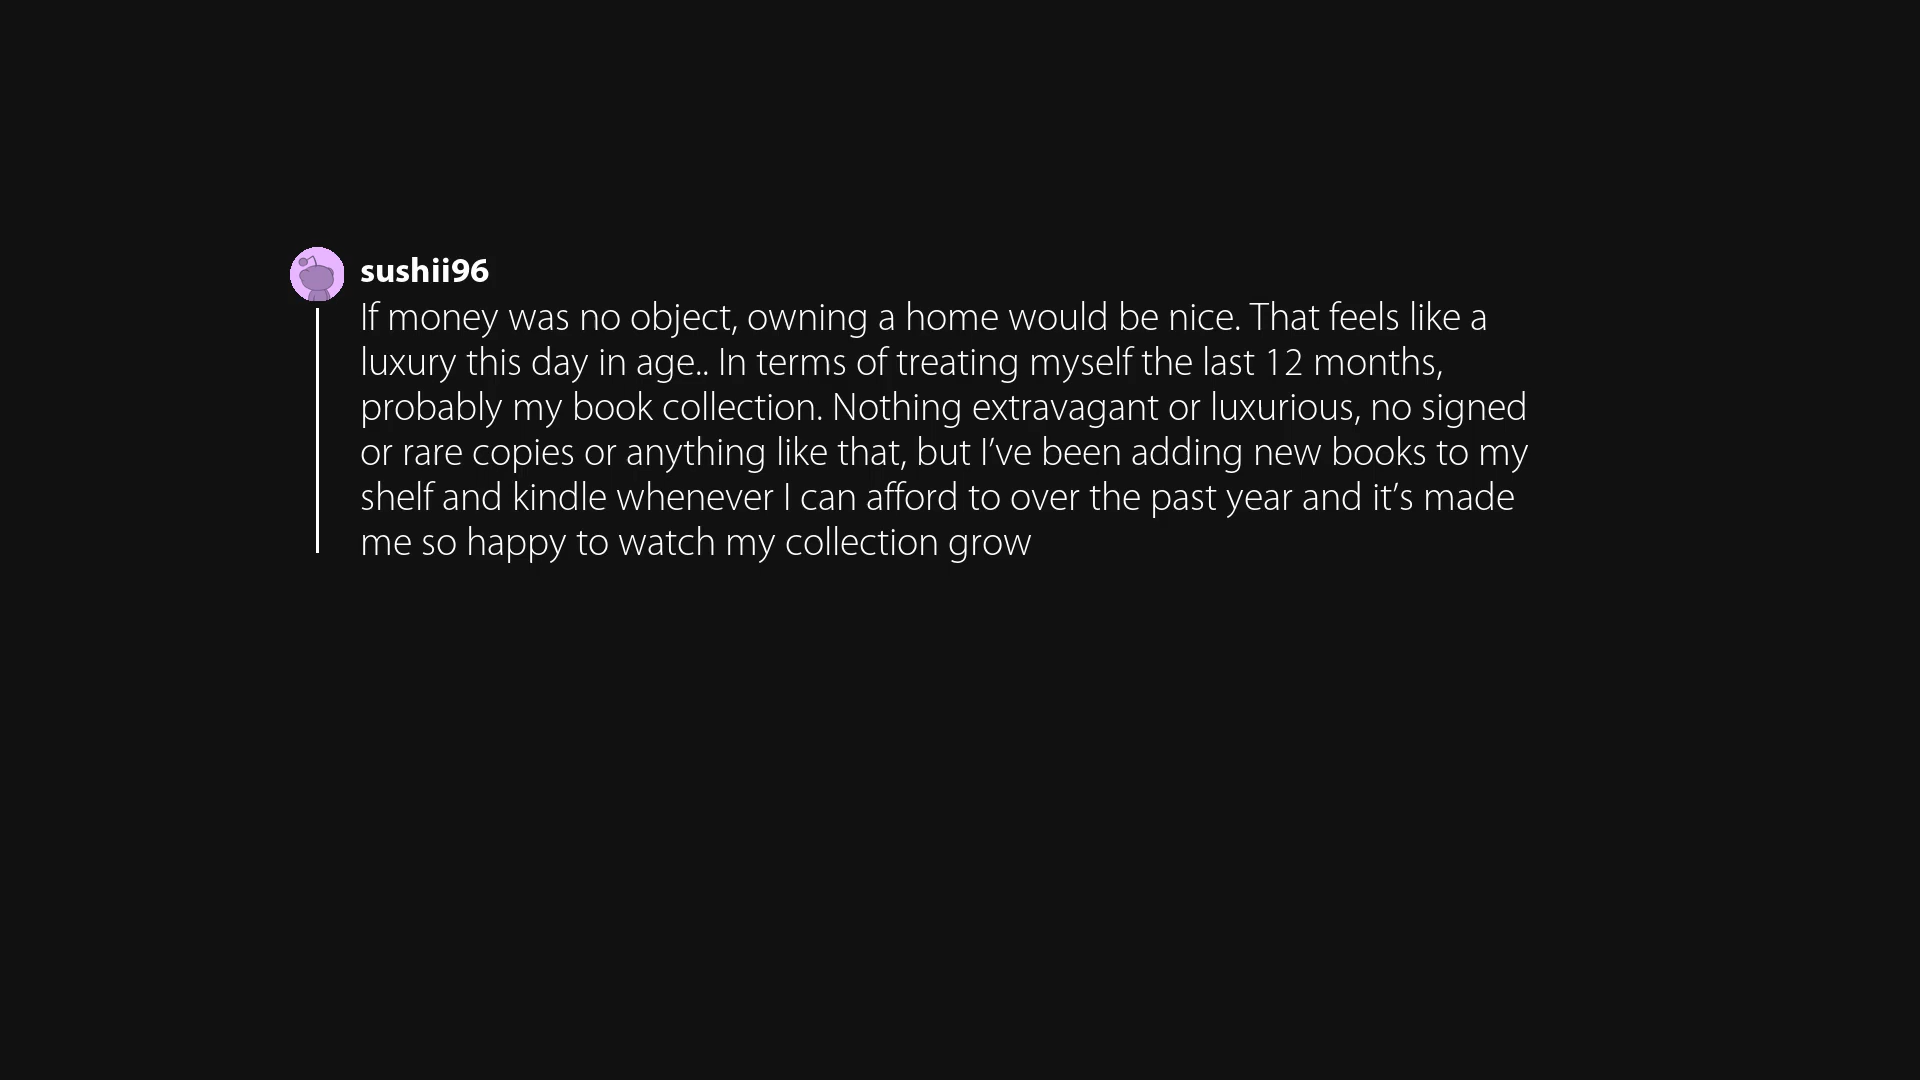 sushii96
If money was no object, owning a home would be nice. That feels like a
luxury this day in age.. In terms of treating myself the last 12 months,
probably my book collection. Nothing extravagant or luxurious, no signed
or rare copies or anything like that, but I’ve been adding new books to my
shelf and kindle whenever I can afford to over the past year and it’s made
me so happy to watch my collection grow